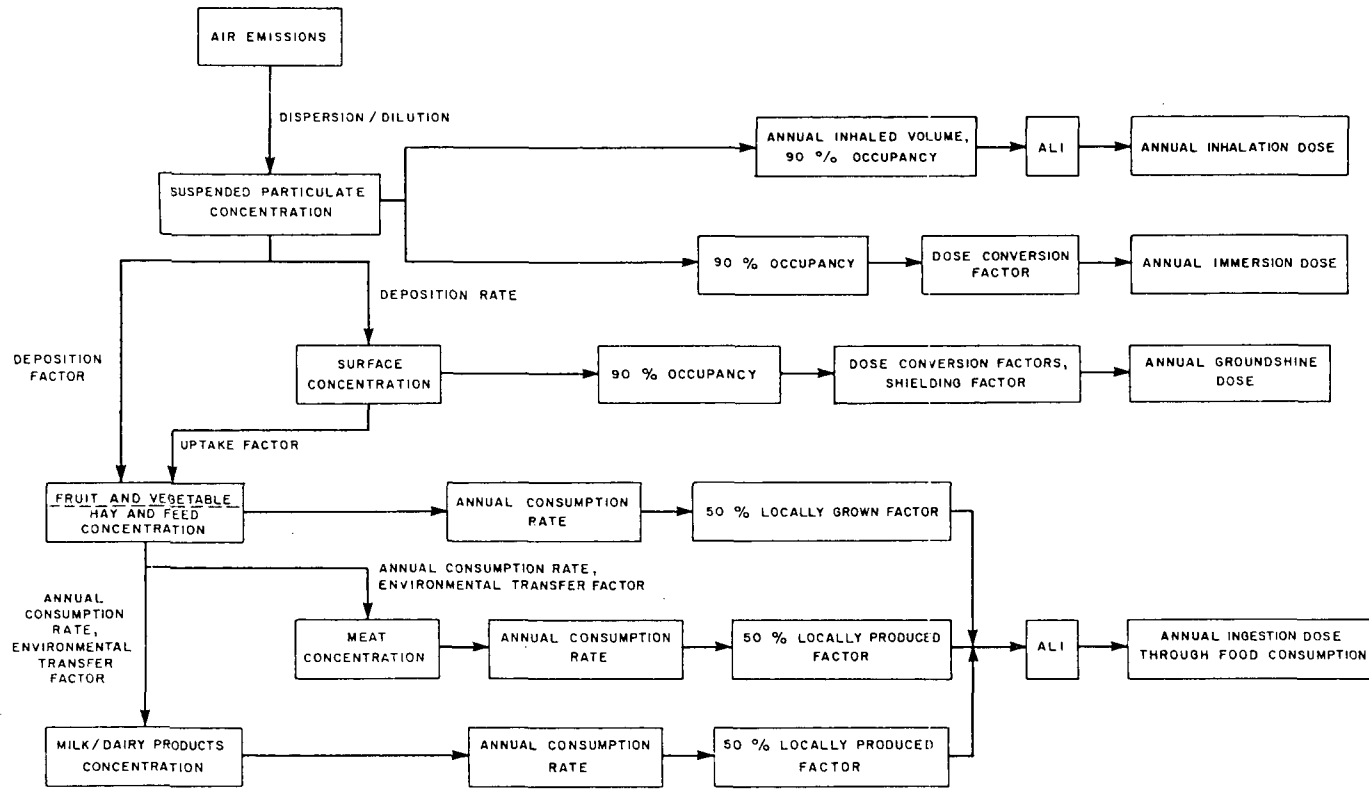 AIR EMISSIONS
DISPERSION / DILUTION
ANNUAL INHALED VOLUME,
90 % OCCUPANCY
ALI
ANNUAL INHALATION DOSE
SUSPENDED PARTICULATE
CONCENTRATION
90 % OCCUPANCY
DOSE CONVERSION
FACTOR
ANNUAL IMMERSION DOSE
DEPOSITION RATE
DEPOSITION
FACTOR
SURFACE
CONCENTRATION
90 % OCCUPANCY
DOSE CONVERSION FACTORS,
SHIELDING FACTOR
ANNUAL GROUNDSHINE
DOSE
UPTAKE FACTOR
FRUIT AND VEGETABLE
HAY AND FEED
CONCENTRATION
ANNUAL CONSUMPTION
RATE
50 % LOCALLY GROWN FACTOR
ANNUAL CONSUMPTION RATE,
ENVIRONMENTAL TRANSFER FACTOR
ANNUAL
CONSUMPTION
RATE,
ENVIRONMENTAL
TRANSFER
FACTOR
MEAT
CONCENTRATION
ANNUAL CONSUMPTION
RATE
50 % LOCALLY PRODUCED
FACTOR
ALI
ANNUAL INGESTION DOSE
THROUGH FOOD CONSUMPTION
MILK/DAIRY PRODUCTS
CONCENTRATION
ANNUAL CONSUMPTION
RATE
50 % LOCALLY PRODUCED
FACTOR